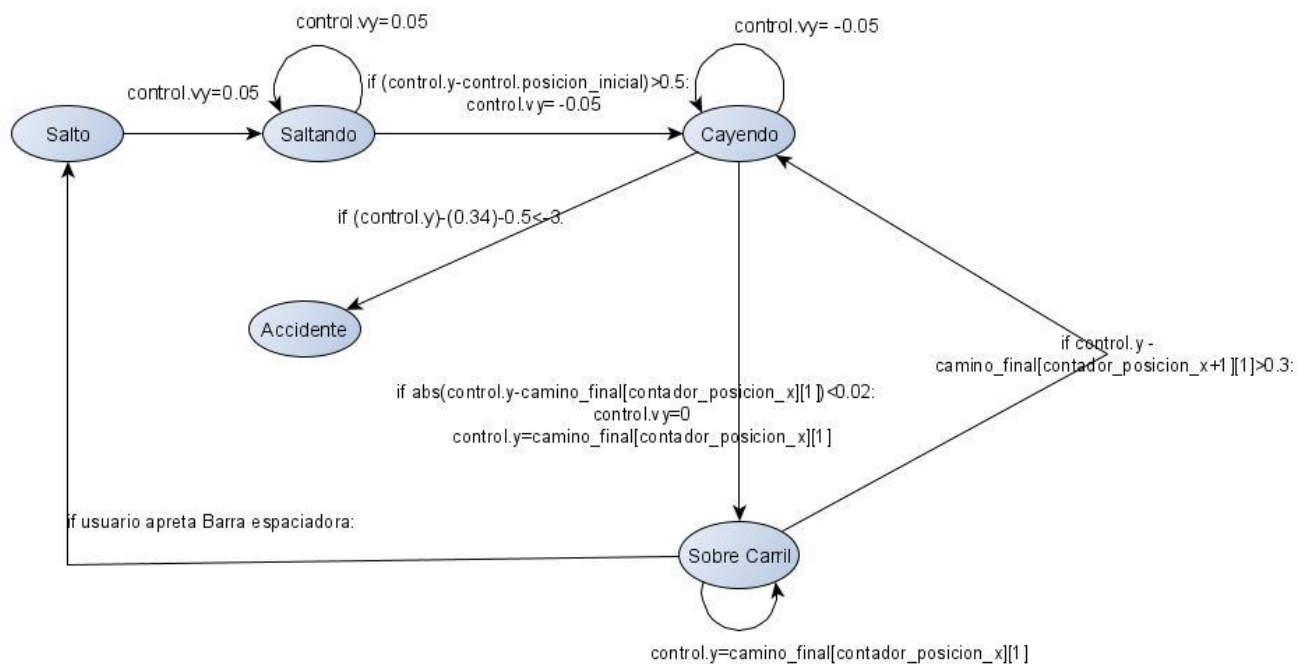 control.vy=0.05
control.vy= -0.05
control.vy=0.05
if (control.y-control.posicion_inicial)>0.5:
control.vy= -0.05
Salto
Saltando
Cayendo
if (control.y)-(0.34)-0.5<-3:
Accidente
if control.y -
camino_final[contador_posicion_x+1][1]>0.3:
if abs(control.y-camino_final[contador_posicion_x][1])<0.02:
control.vy=0
control.y=camino_final[contador_posicion_x][1]
if usuario apreta Barra espaciadora:
Sobre Carril
control.y=camino_final[contador_posicion_x][1]